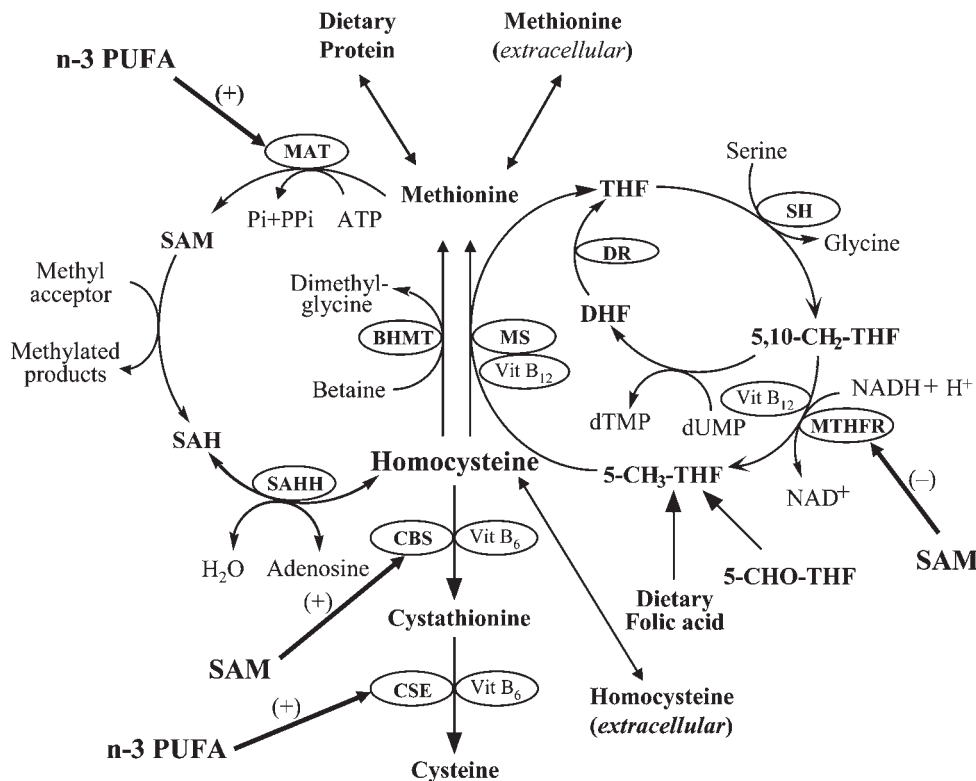 Dietary
Protein
Methionine
(extracellular)
n-3 PUFA
(+)
MAT
Serine
Methionine
THF
SH
Pi+PPi
ATP
Glycine
SAM
DR
Methyl
acceptor
Dimethyl-
glycine
DHF
5,10-CH₂-THF
BHMT
MS
Methylated
products
Vit B₁₂
Betaine
Vit B₁₂
NADH + H⁺
dTMP
dUMP
MTHFR
SAH
Homocysteine
5-CH₃-THF
SAHH
NAD⁺
(−)
CBS
Vit B₆
H₂O
Adenosine
SAM
5-CHO-THF
(+)
Dietary
Folic acid
Cystathionine
SAM
CSE
Vit B₆
Homocysteine
(extracellular)
(+)
n-3 PUFA
Cysteine